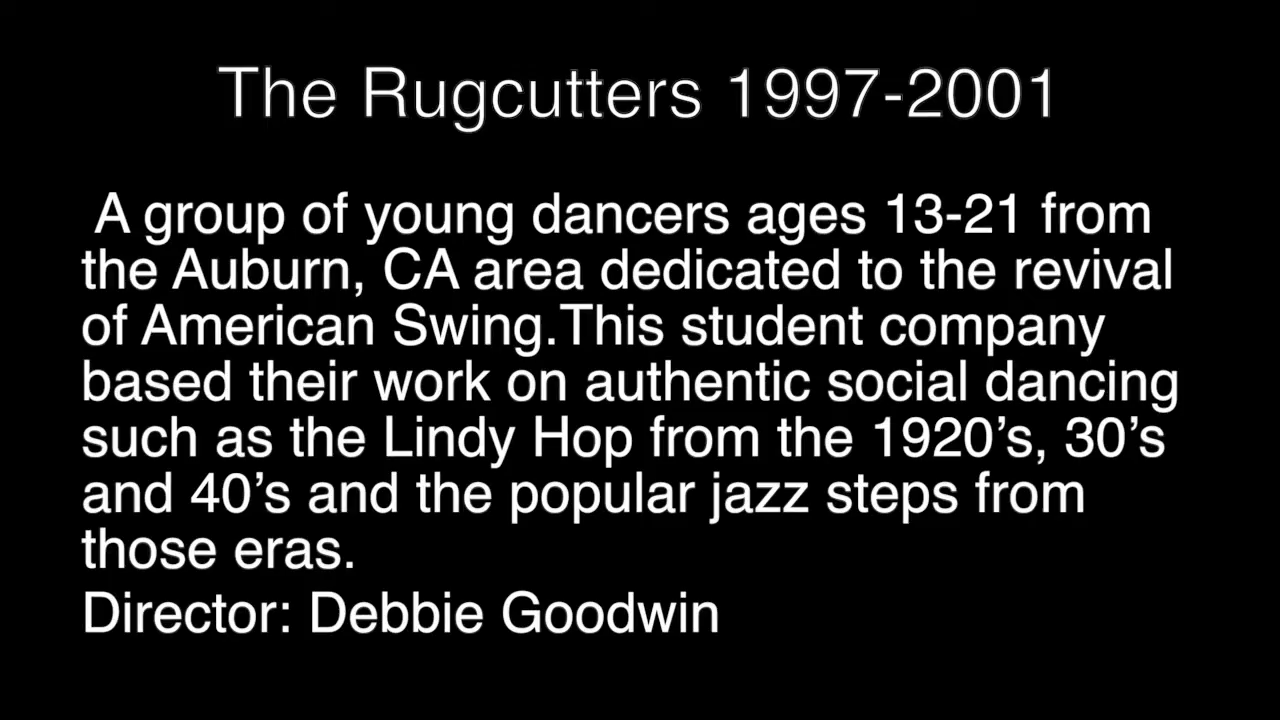 The Rugcutters 1997-2001
A group of young dancers ages 13-21 from
the Auburn, CA area dedicated to the revival
of American Swing.This student company
based their work on authentic social dancing
such as the Lindy Hop from the 1920’s, 30’s
and 40’s and the popular jazz steps from
those eras.
Director: Debbie Goodwin